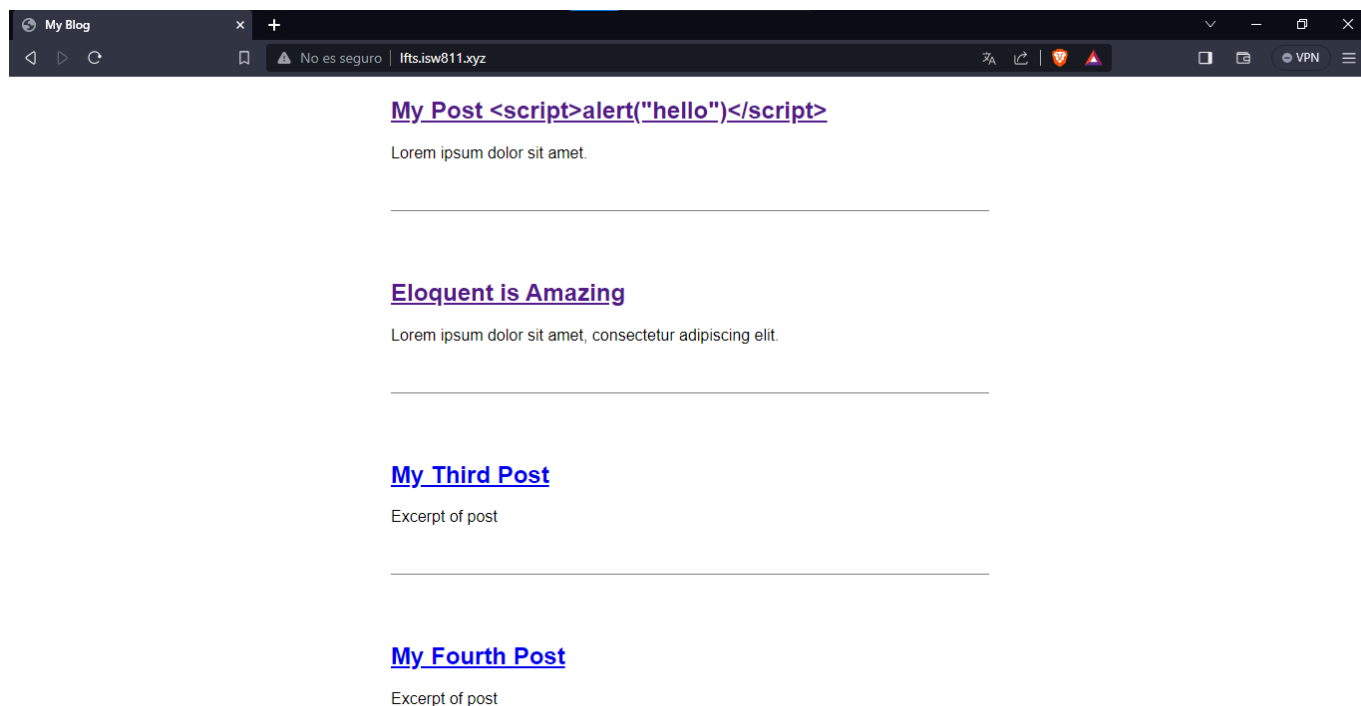 My Blog
No es seguro lfts.isw811.xyz VPN
My Post <script>alert("hello")</script>
Lorem ipsum dolor sit amet.
Eloquent is Amazing
Lorem ipsum dolor sit amet, consectetur adipiscing elit.
My Third Post
Excerpt of post
My Fourth Post
Excerpt of post